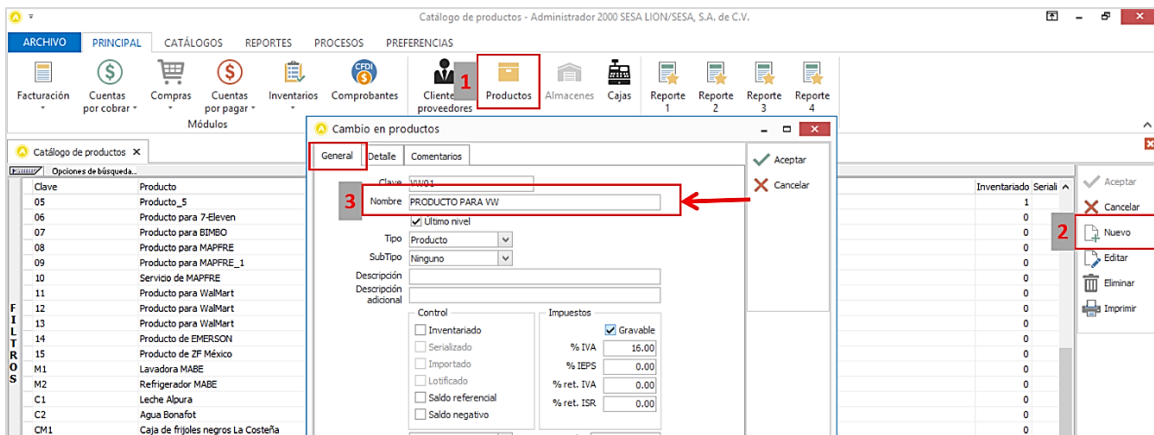 Catálogo de productos - Administrador 2000 SESA LION/SESA, S.A. de C.V.
ARCHIVO PRINCIPAL CATÁLOGOS REPORTES PROCESOS PREFERENCIAS
Facturación
Cuentas por cobrar
Compras
Cuentas por pagar
Inventarios
CFDI
Comprobantes
Módulos
Cliente
proveedores
1
Productos
Almacenes
Cajas
Reporte 1
Reporte 2
Reporte 3
Reporte 4
Catálogo de productos
Opciones de búsqueda...
FILTROS
Clave Producto Inventariado Seriali
05 Producto_5 1
06 Producto para 7-Eleven 0
07 Producto para BIMBO 0
08 Producto para MAPFRE 0
09 Producto para MAPFRE_1 0
10 Servicio de MAPFRE 0
11 Producto para WalMart 0
12 Producto para WalMart 0
13 Producto para WalMart 0
14 Producto de EMERSON 0
15 Producto de ZF México 0
M1 Lavadora MABE 0
M2 Refrigerador MABE 0
C1 Leche Alpura 0
C2 Agua Bonafot 0
CM1 Caja de frijoles negros La Costeña 0
Cambio en productos
General Detalle Comentarios
Clave VW01
3
Nombre PRODUCTO PARA VW
Último nivel
Tipo Producto
SubTipo Ninguno
Descripción
Descripción
adicional
Control
Inventariado
Serializado
Importado
Lotificado
Saldo referencial
Saldo negativo
Impuestos
Gravable
% IVA 16.00
% IEPS 0.00
% ret. IVA 0.00
% ret. ISR 0.00
Aceptar
Cancelar
Aceptar
Cancelar
2
Nuevo
Editar
Eliminar
Imprimir